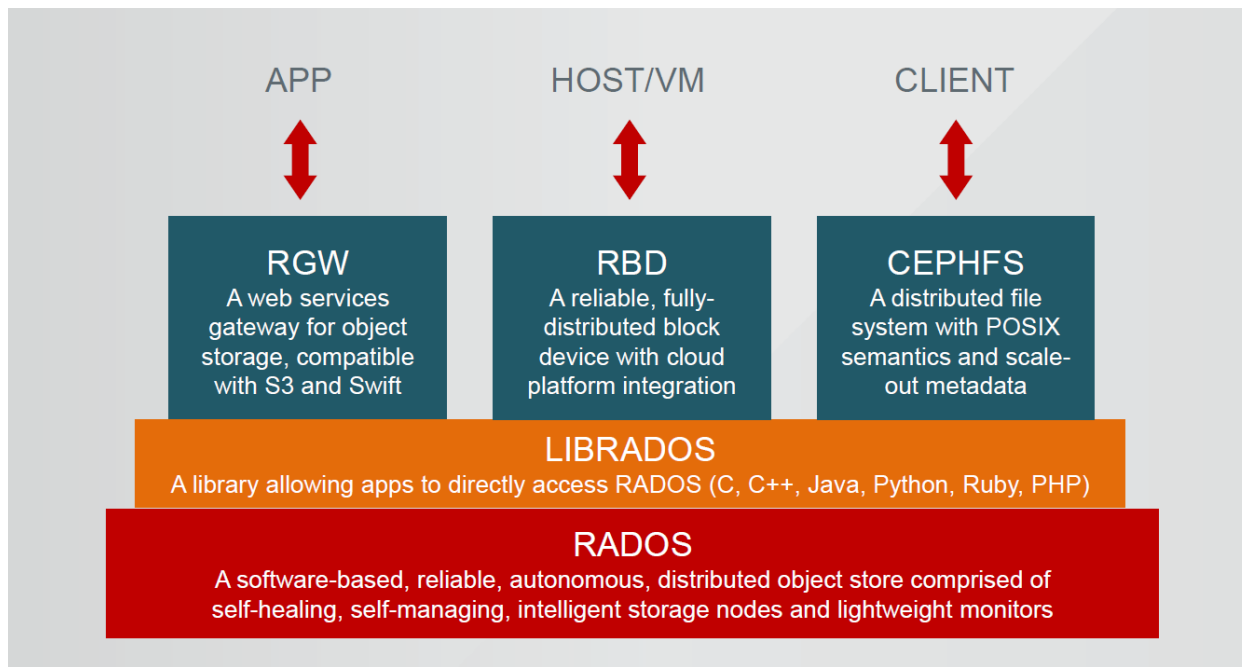 APP
HOST/VM
CLIENT
RGW
A web services
gateway for object
storage, compatible
with S3 and Swift
RBD
A reliable, fully-
distributed block
device with cloud
platform integration
CEPHFS
A distributed file
system with POSIX
semantics and scale-
out metadata
LIBRADOS
A library allowing apps to directly access RADOS (C, C++, Java, Python, Ruby, PHP)
RADOS
A software-based, reliable, autonomous, distributed object store comprised of
self-healing, self-managing, intelligent storage nodes and lightweight monitors